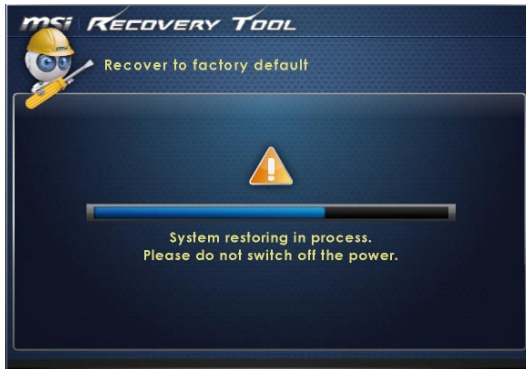 msi RECOVERY TOOL
Recover to factory default
System restoring in process.
Please do not switch off the power.